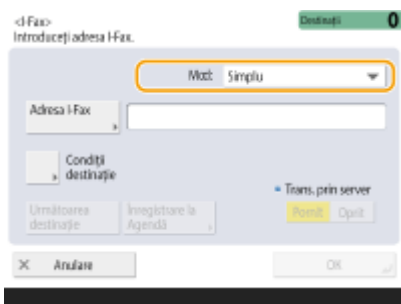 <I-Fax>
Destinații 0
Introduceți adresa I-Fax.
Mod: Simplu
Adresa I-Fax
Condiții
destinație
Trans. prin server
Următoarea
destinație
Înregistrare la
Agendă
Pornit Oprit
Anulare
OK